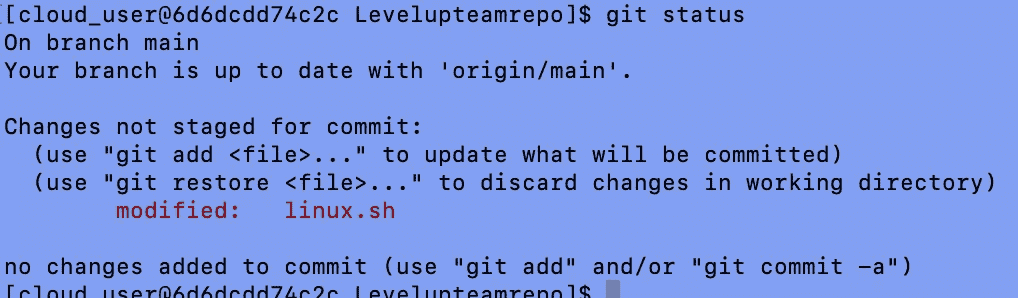 [cloud_user@6d6dcdd74c2c Levelupteamrepo]$ git status
On branch main
Your branch is up to date with 'origin/main'.
Changes not staged for commit:
(use "git add <file>..." to update what will be committed)
(use "git restore <file>..." to discard changes in working directory)
modified: linux.sh
no changes added to commit (use "git add" and/or "git commit -a")
[cloud_user@6d6dcdd74c2c Levelupteamrepo]$